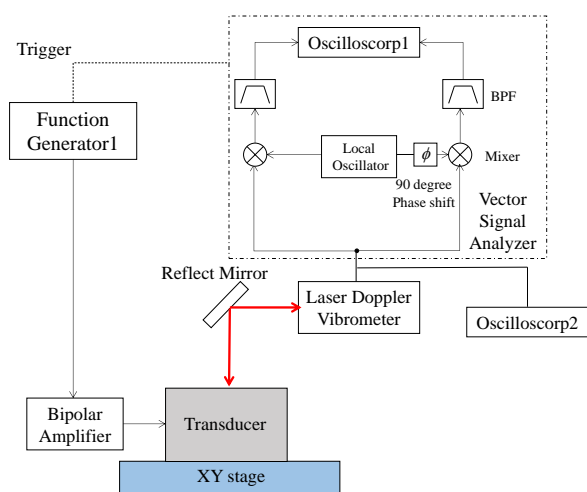 Trigger
Oscilloscorp1
Function
Generator1
BPF
Local
Oscillator
ϕ
Mixer
90 degree
Phase shift
Vector
Signal
Analyzer
Reflect Mirror
Laser Doppler
Vibrometer
Oscilloscorp2
Bipolar
Amplifier
Transducer
XY stage